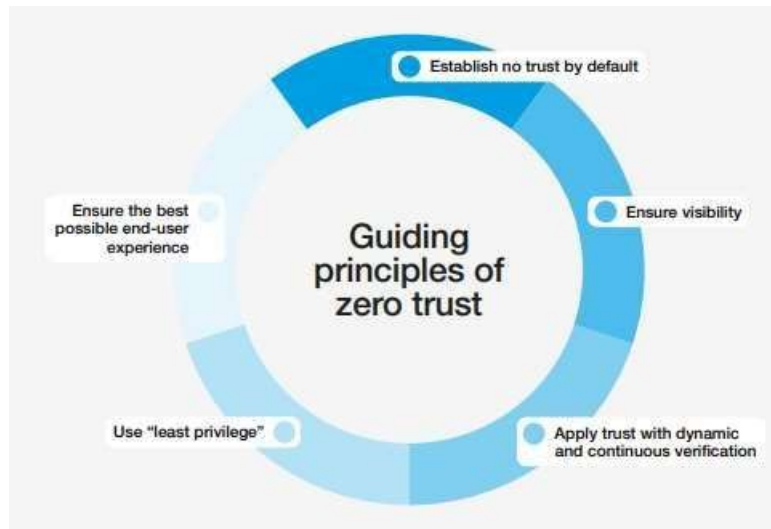 Establish no trust by default
Ensure visibility
Apply trust with dynamic
and continuous verification
Use “least privilege”
Ensure the best
possible end-user
experience
Guiding
principles of
zero trust